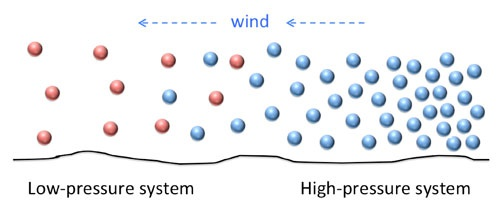 wind
Low-pressure system
High-pressure system